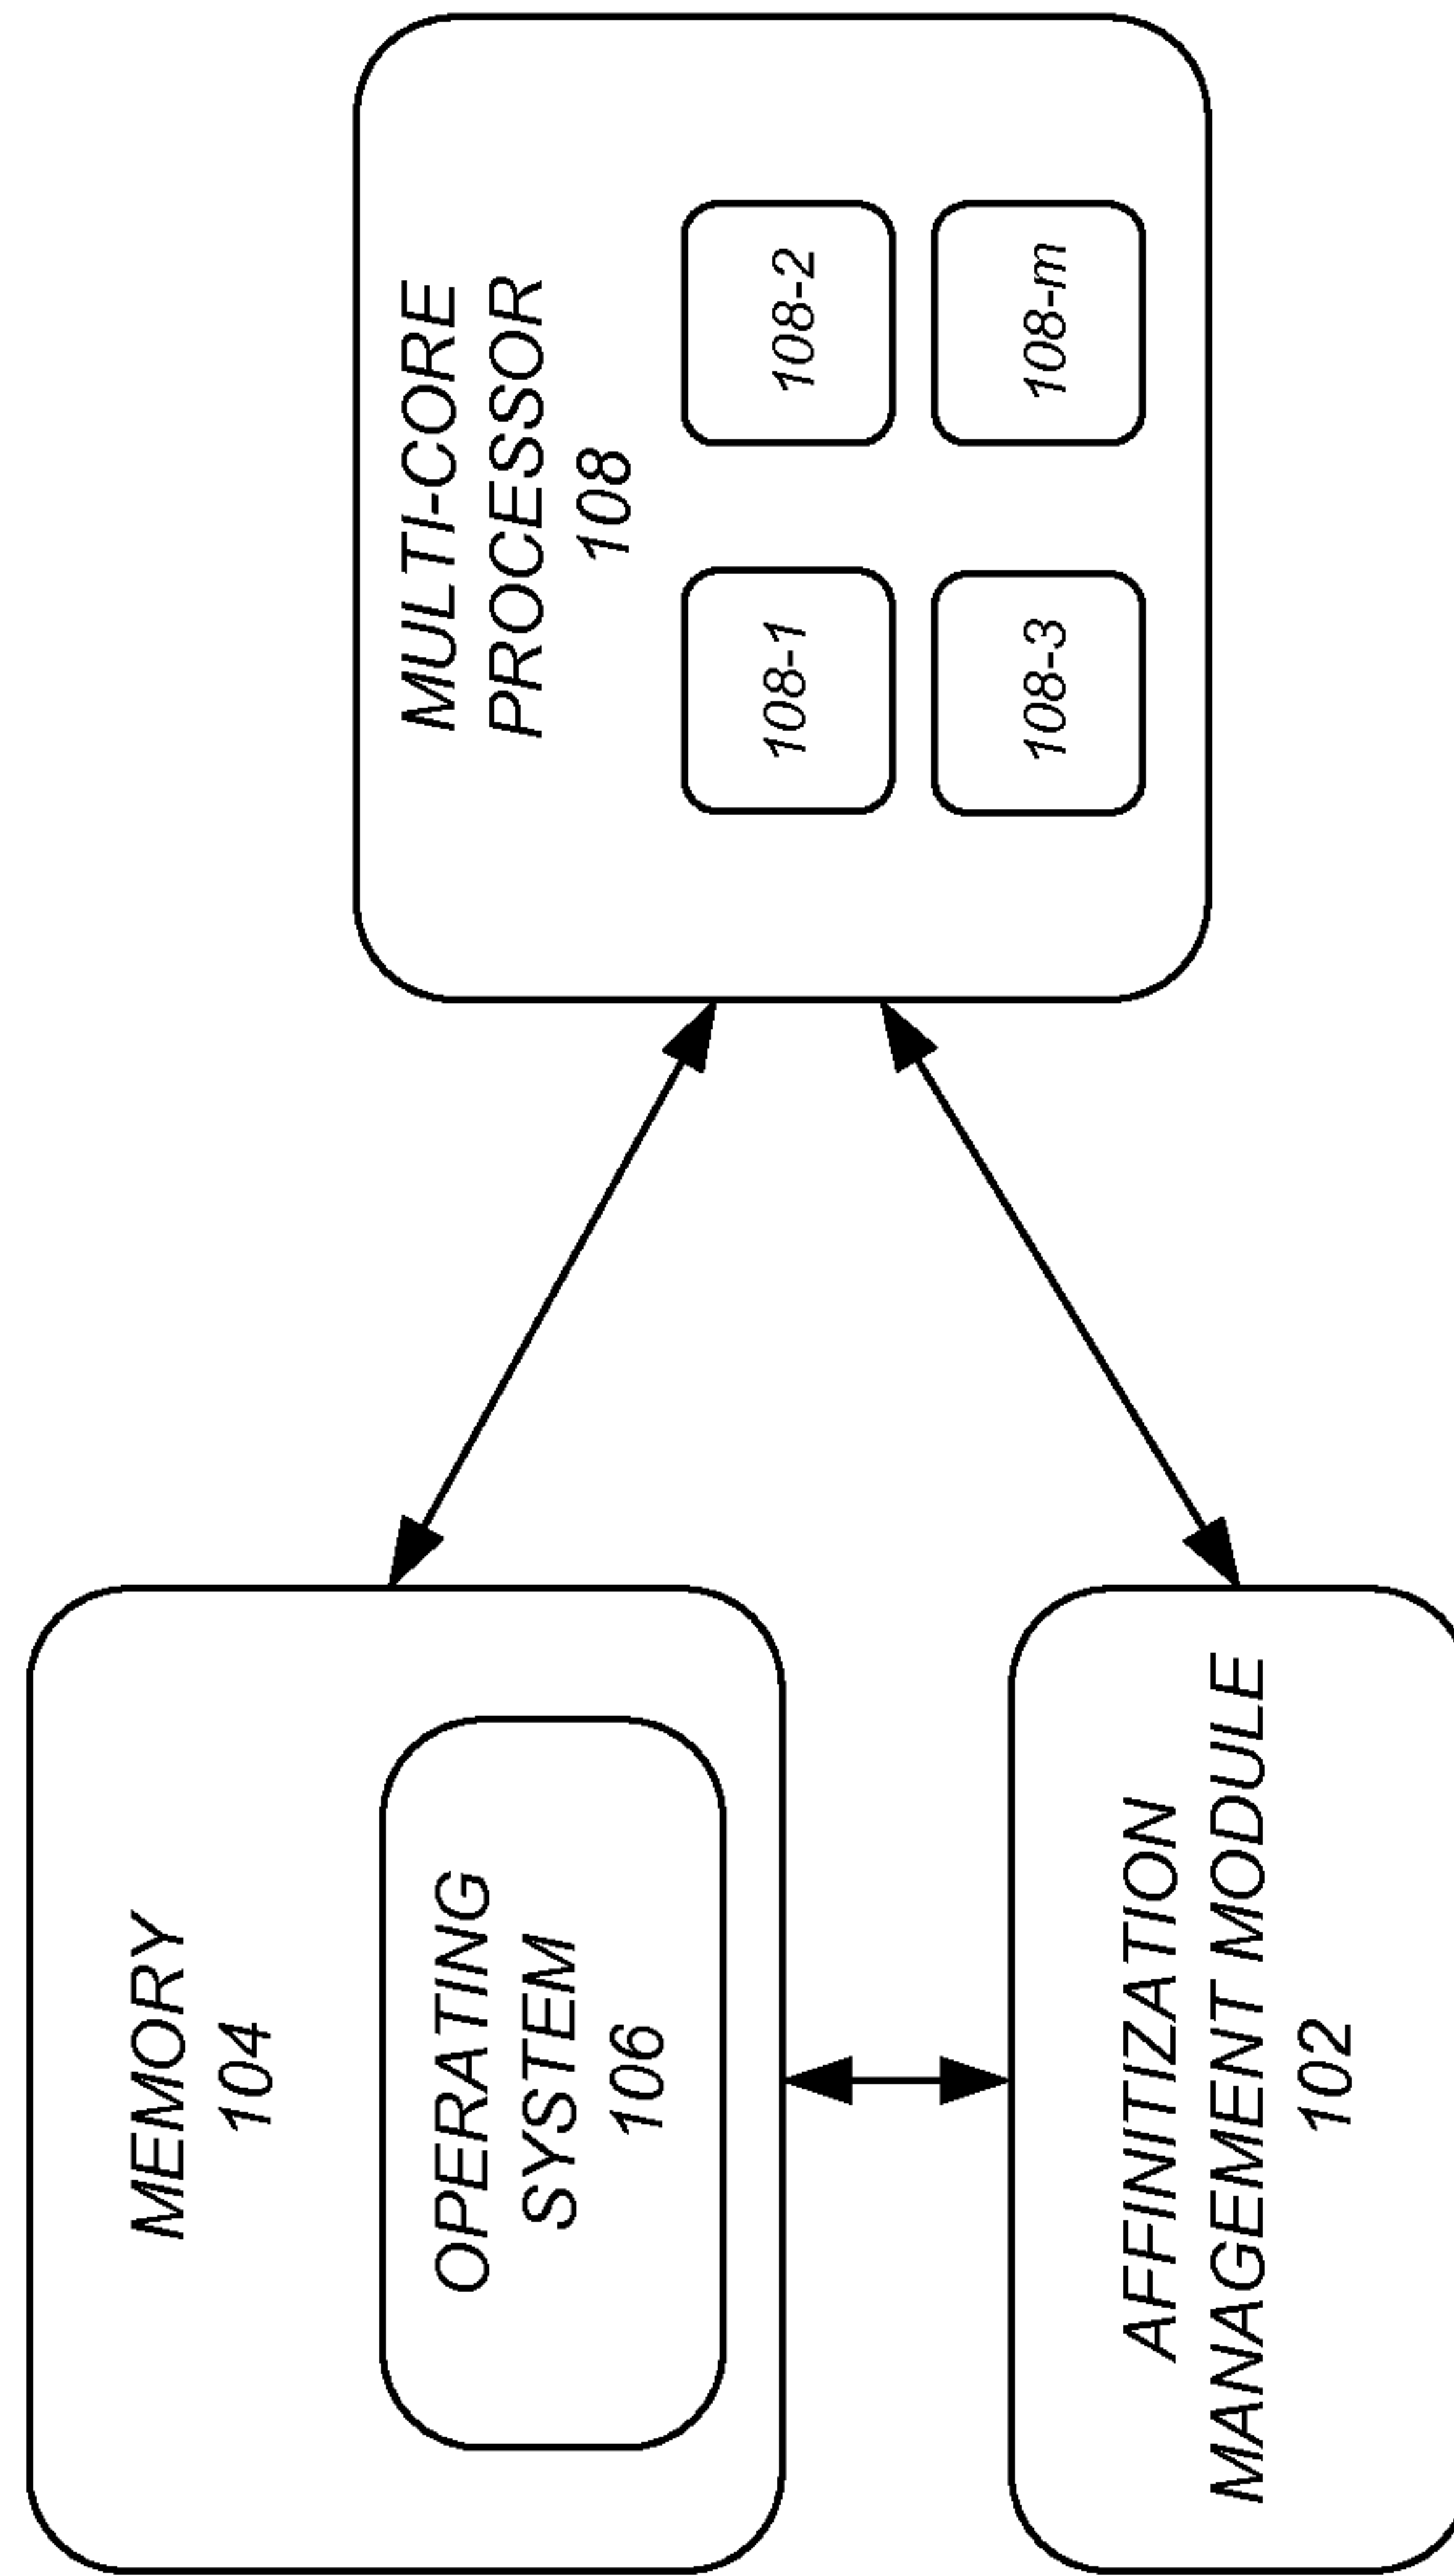 MEMORY
104
OPERATING
SYSTEM
106
AFFINITIZATION
MANAGEMENT MODULE
102
MULTI-CORE
PROCESSOR
108
108-1
108-2
108-3
108-m